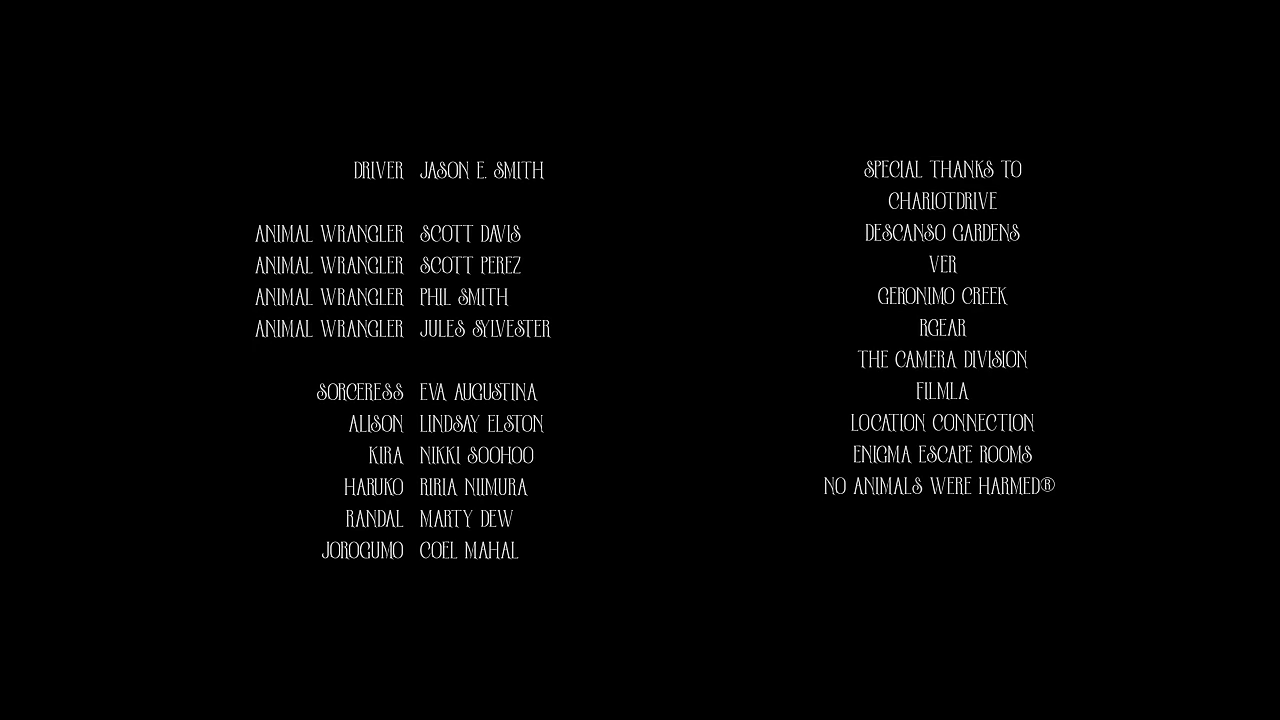 DRIVER JASON E. SMITH
ANIMAL WRANGLER SCOTT DAVIS
ANIMAL WRANGLER SCOTT PEREZ
ANIMAL WRANGLER PHIL SMITH
ANIMAL WRANGLER JULES SYLVESTER
SORCERESS EVA AUGUSTINA
ALISON LINDSAY ELSTON
KIRA NIKKI SOOHOO
HARUKO RIRIA NIIMURA
RANDAL MARTY DEW
JOROGUMO COEL MAHAL
SPECIAL THANKS TO
CHARIOTDRIVE
DESCANSO GARDENS
VER
GERONIMO CREEK
RGEAR
THE CAMERA DIVISION
FILMLA
LOCATION CONNECTION
ENIGMA ESCAPE ROOMS
NO ANIMALS WERE HARMED®